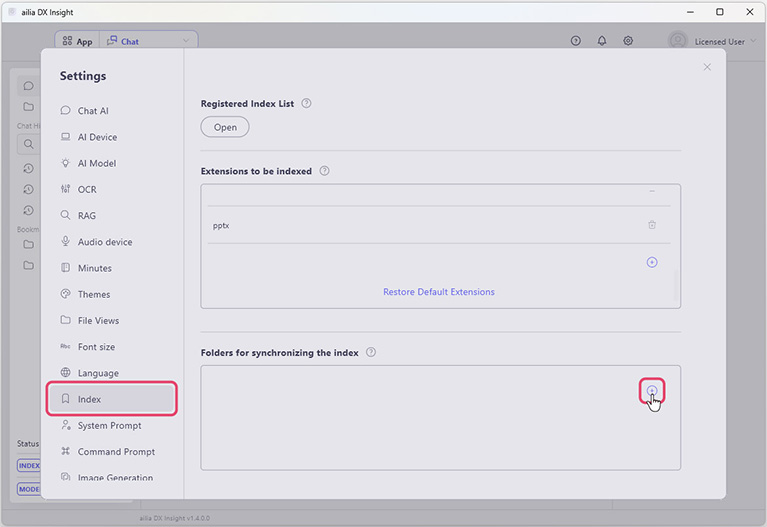 ailia DX Insight
App
Chat
Licensed User
Settings
Chat AI
AI Device
AI Model
OCR
RAG
Audio device
Minutes
Themes
File Views
Font size
Language
Index
System Prompt
Command Prompt
Image Generation
Registered Index List
Open
Extensions to be indexed
pptx
Restore Default Extensions
Folders for synchronizing the index
Chat Hi
Bookm
Status
INDEX
MODE
ailia DX Insight v1.4.0.0